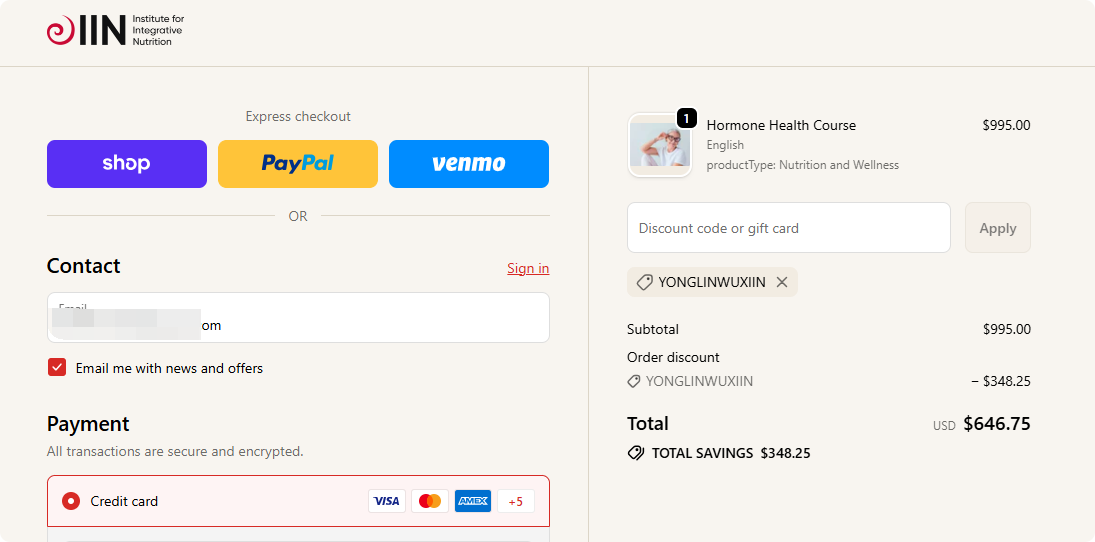 IIN Institute for
Integrative
Nutrition
Express checkout
shop PayPal venmo
OR
Contact Sign in
Email
om
Email me with news and offers
Payment
All transactions are secure and encrypted.
Credit card VISA AMEX +5
1
Hormone Health Course $995.00
English
productType: Nutrition and Wellness
Discount code or gift card Apply
YONGLINWUXIIN
Subtotal $995.00
Order discount
YONGLINWUXIIN − $348.25
Total USD $646.75
TOTAL SAVINGS $348.25